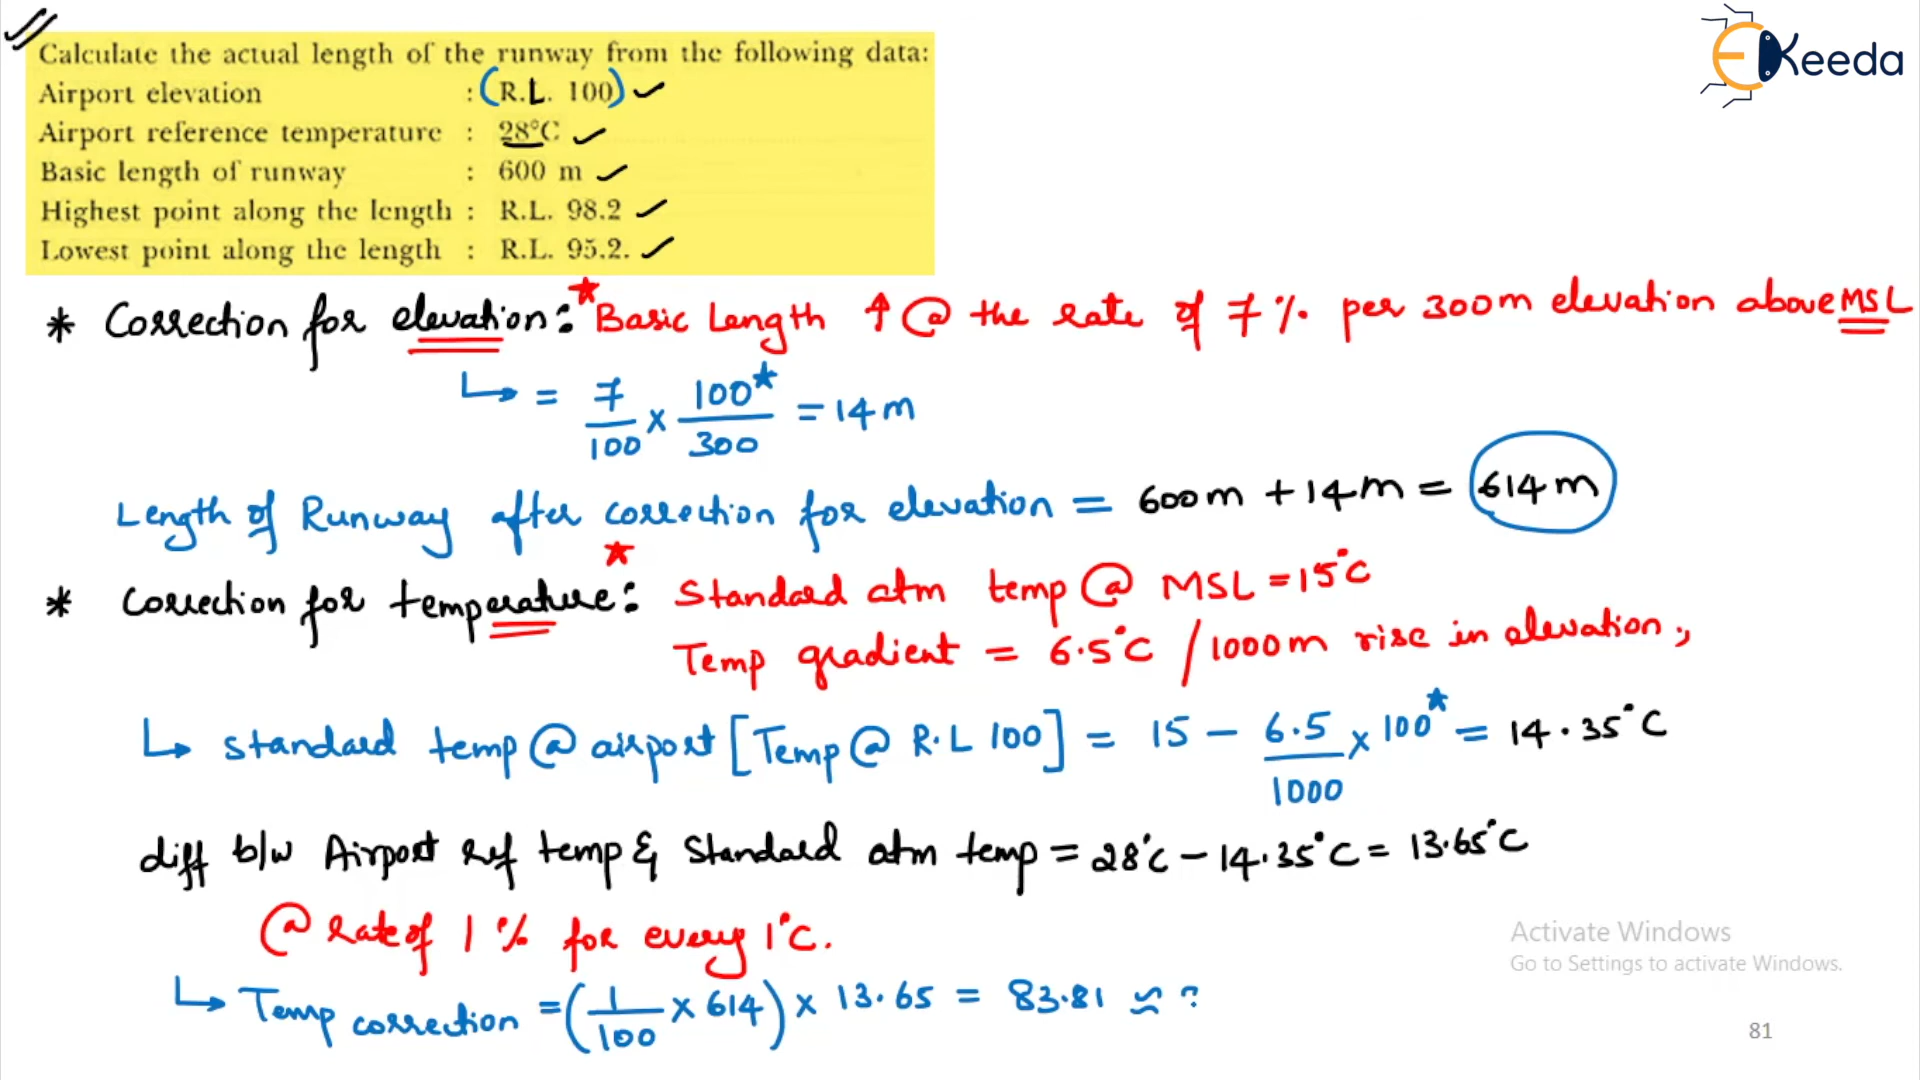 Keeda
Calculate the actual length of the runway from the following data:
Airport elevation : (R.L. 100)
Airport reference temperature : 28°C
Basic length of runway : 600 m
Highest point along the length : R.L. 98.2
Lowest point along the length : R.L. 95.2.
* Correction for elevation: *Basic Length ↑ @ the rate of 7% per 300m elevation above MSL
↳ = 7/100 x 100*/300 = 14m
Length of Runway after correction for elevation = 600m + 14m = 614m
* Correction for temperature: * Standard atm temp @ MSL = 15°C
Temp gradient = 6.5°C / 1000m rise in elevation,
↳ standard temp @ airport [Temp @ R.L 100] = 15 - 6.5/1000 x 100* = 14.35°C
diff b/w Airport Ref temp & Standard atm temp = 28°C - 14.35°C = 13.65°C
@ rate of 1% for every 1°C.
↳ Temp correction = (1/100 x 614) x 13.65 = 83.81 ≈ ?
Activate Windows
Go to Settings to activate Windows.
81